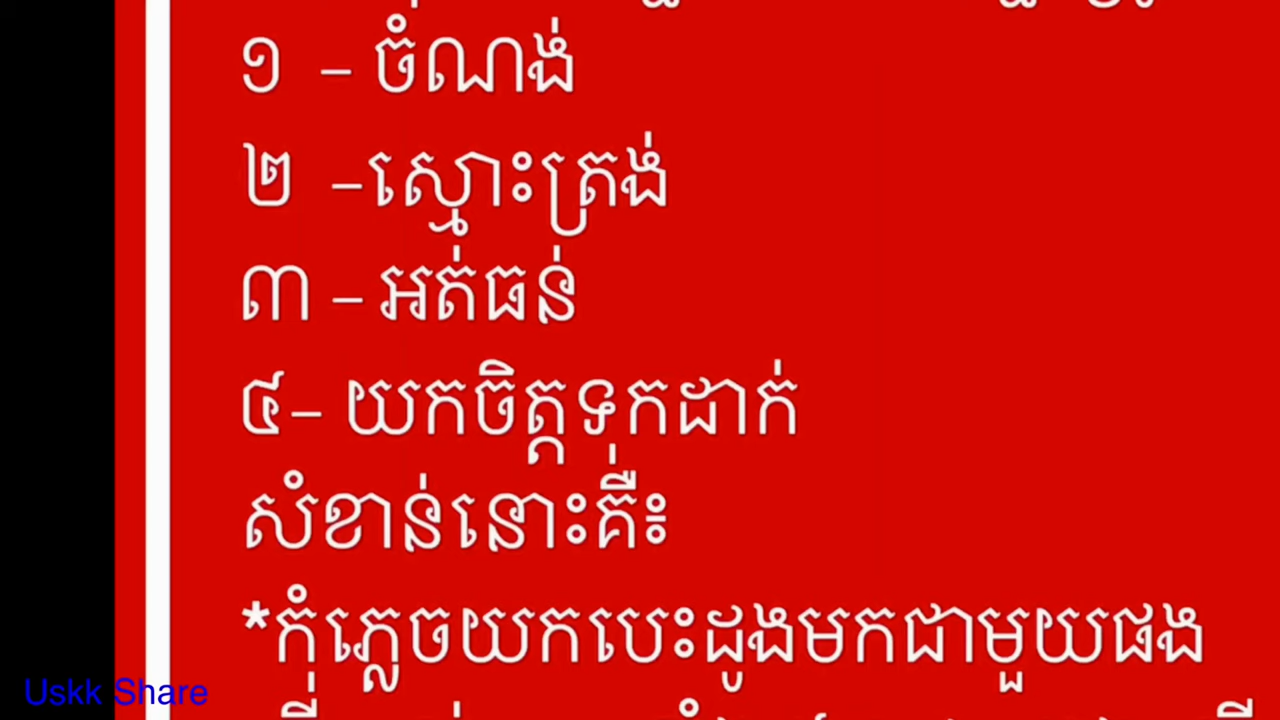 ១ – ចំណង់
២ –ស្មោះត្រង់
៣ – អត់ធន់
៤– យកចិត្តទុកដាក់
សំខាន់នោះគឺ៖
*កុំភ្លេចយកបេះដូងមកជាមួយផង
Uskk Share